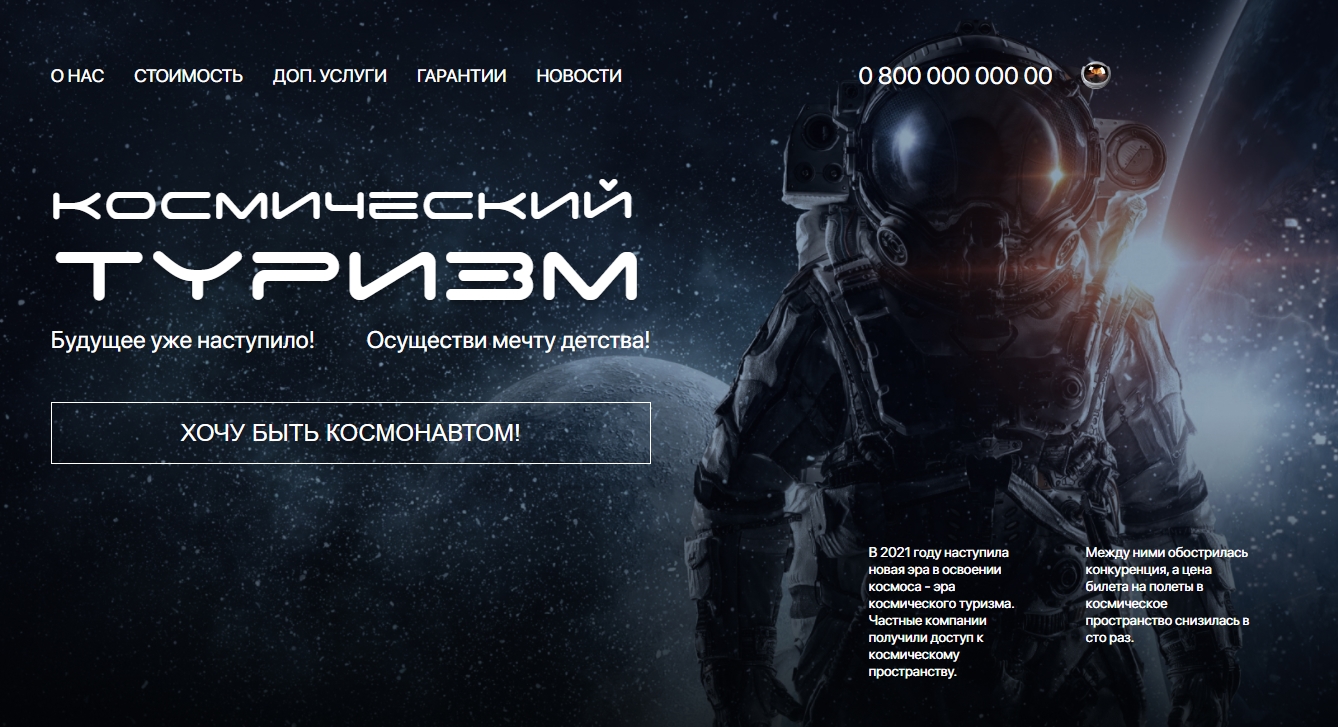 О НАС СТОИМОСТЬ ДОП. УСЛУГИ ГАРАНТИИ НОВОСТИ 0 800 000 000 00
КОСМИЧЕСКИЙ
ТУРИЗМ
Будущее уже наступило! Осуществи мечту детства!
ХОЧУ БЫТЬ КОСМОНАВТОМ!
В 2021 году наступила
новая эра в освоении
космоса - эра
космического туризма.
Частные компании
получили доступ к
космическому
пространству.
Между ними обострилась
конкуренция, а цена
билета на полеты в
космическое
пространство снизилась в
сто раз.